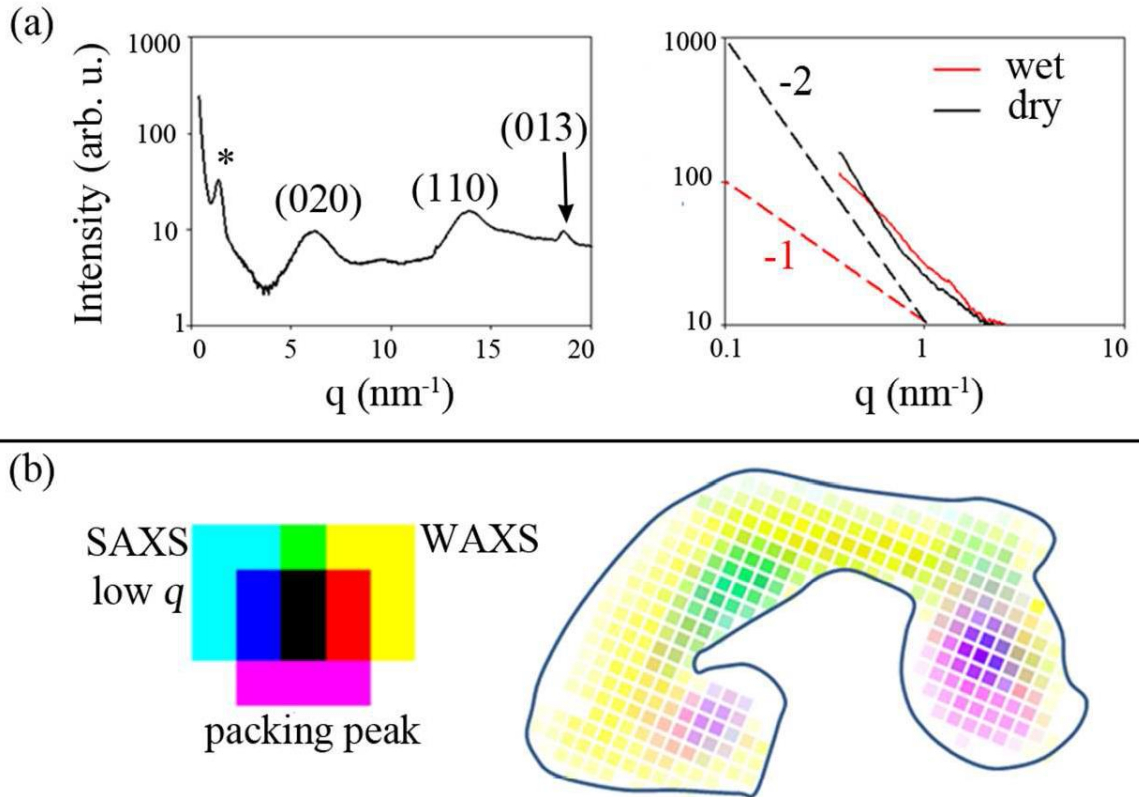 (a)
Intensity (arb. u.)
1000
100
10
1
*
(020)
(110)
(013)
0
5
10
15
20
q (nm⁻¹)
1000
100
10
-2
-1
wet
dry
0.1
1
10
q (nm⁻¹)
(b)
SAXS
low q
WAXS
packing peak